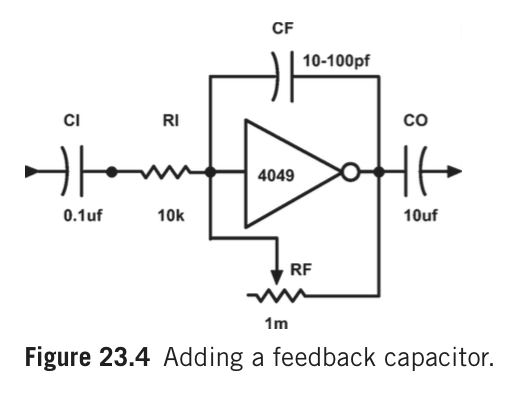 CF
10-100pf
CI
RI
CO
4049
0.1uf
10k
10uf
RF
1m
Figure 23.4 Adding a feedback capacitor.